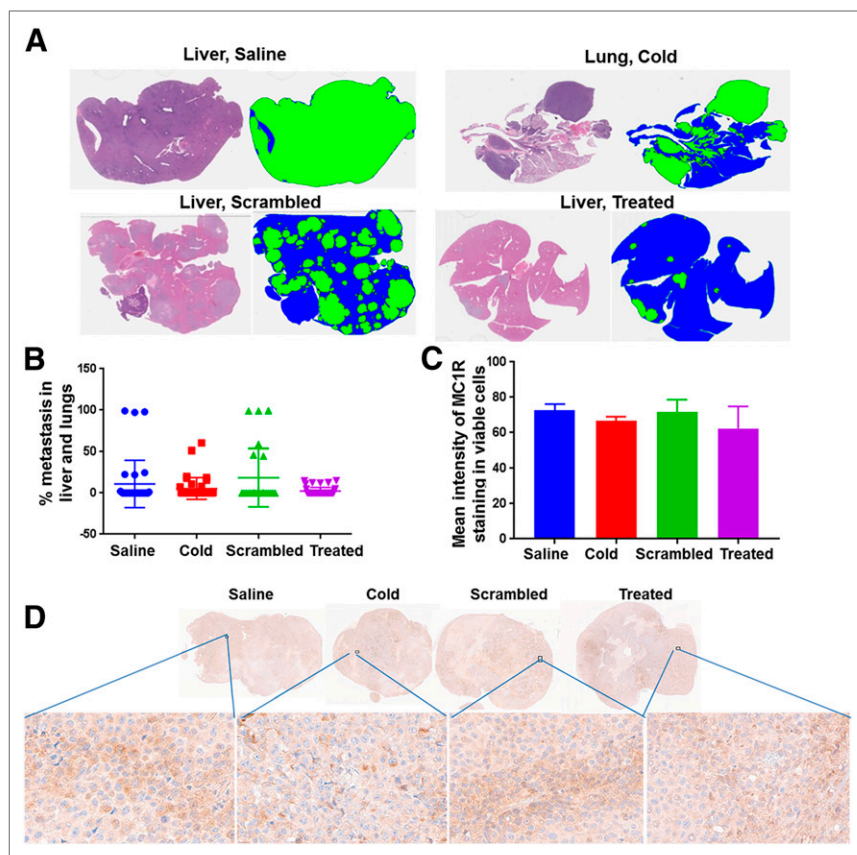 A
Liver, Saline
Lung, Cold
Liver, Scrambled
Liver, Treated
B
% metastasis in
liver and lungs
150
100
50
0
-50
Saline Cold Scrambled Treated
C
Mean intensity of MC1R
staining in viable cells
100
80
60
40
20
0
Saline Cold Scrambled Treated
D
Saline Cold Scrambled Treated